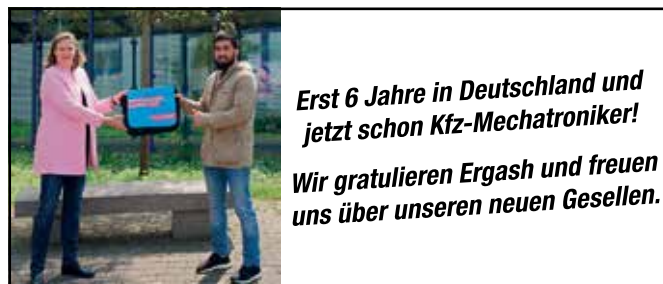 Erst 6 Jahre in Deutschland und
jetzt schon Kfz-Mechatroniker!
Wir gratulieren Ergash und freuen
uns über unseren neuen Gesellen.